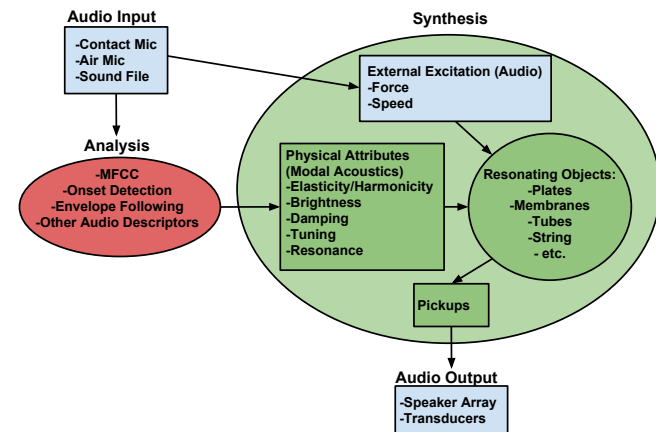 Audio Input
-Contact Mic
-Air Mic
-Sound File
Analysis
-MFCC
-Onset Detection
-Envelope Following
-Other Audio Descriptors
Synthesis
External Excitation (Audio)
-Force
-Speed
Physical Attributes
(Modal Acoustics)
-Elasticity/Harmonicity
-Brightness
-Damping
-Tuning
-Resonance
Resonating Objects:
-Plates
-Membranes
-Tubes
-String
- etc.
Pickups
Audio Output
-Speaker Array
-Transducers